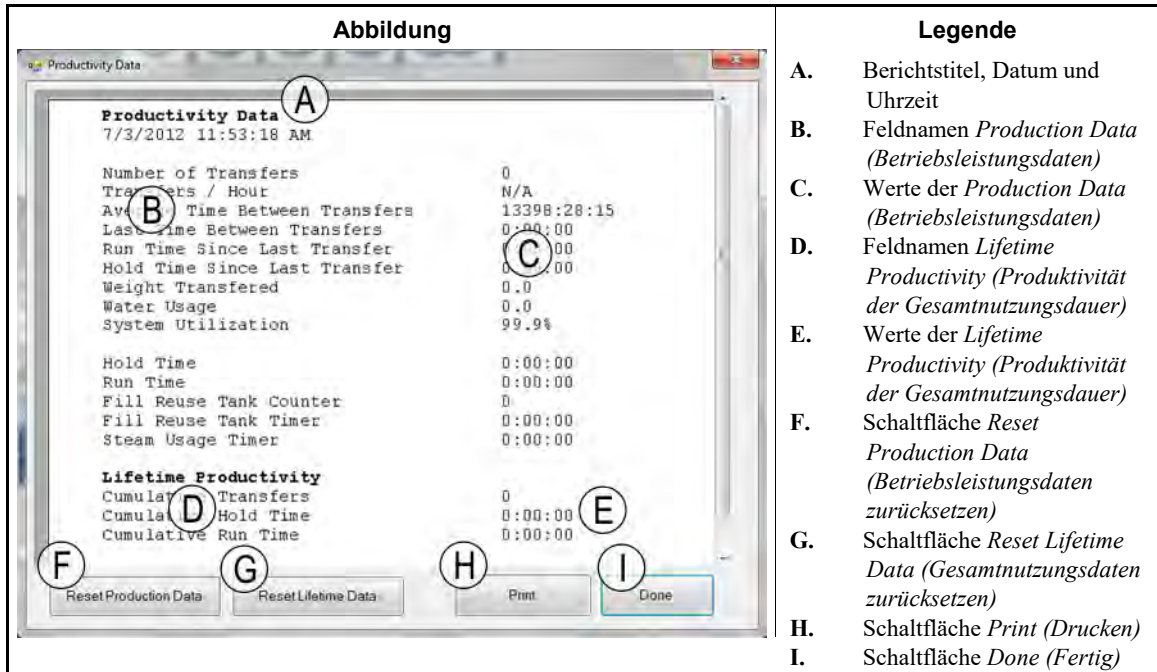 Abbildung
Legende
Productivity Data
A
Productivity Data
7/3/2012 11:53:18 AM
Number of Transfers 0
Transfers / Hour N/A
B
Time Between Transfers 13398:28:15
Last Time Between Transfers 0:00:00
Run Time Since Last Transfer
C
Hold Time Since Last Transfer
Weight Transfered 0.0
Water Usage 0.0
System Utilization 99.9%
Hold Time 0:00:00
Run Time 0:00:00
Fill Reuse Tank Counter 0
Fill Reuse Tank Timer 0:00:00
Steam Usage Timer 0:00:00
Lifetime Productivity
Transfers 0
D
E
Hold Time 0:00:00
Cumulative Run Time 0:00:00
F
G
H
I
Reset Production Data
Reset Lifetime Data
Print
Done
A. Berichtstitel, Datum und
Uhrzeit
B. Feldnamen Production Data
(Betriebsleistungsdaten)
C. Werte der Production Data
(Betriebsleistungsdaten)
D. Feldnamen Lifetime
Productivity (Produktivität
der Gesamtnutzungsdauer)
E. Werte der Lifetime
Productivity (Produktivität
der Gesamtnutzungsdauer)
F. Schaltfläche Reset
Production Data
(Betriebsleistungsdaten
zurücksetzen)
G. Schaltfläche Reset Lifetime
Data (Gesamtnutzungsdaten
zurücksetzen)
H. Schaltfläche Print (Drucken)
I. Schaltfläche Done (Fertig)